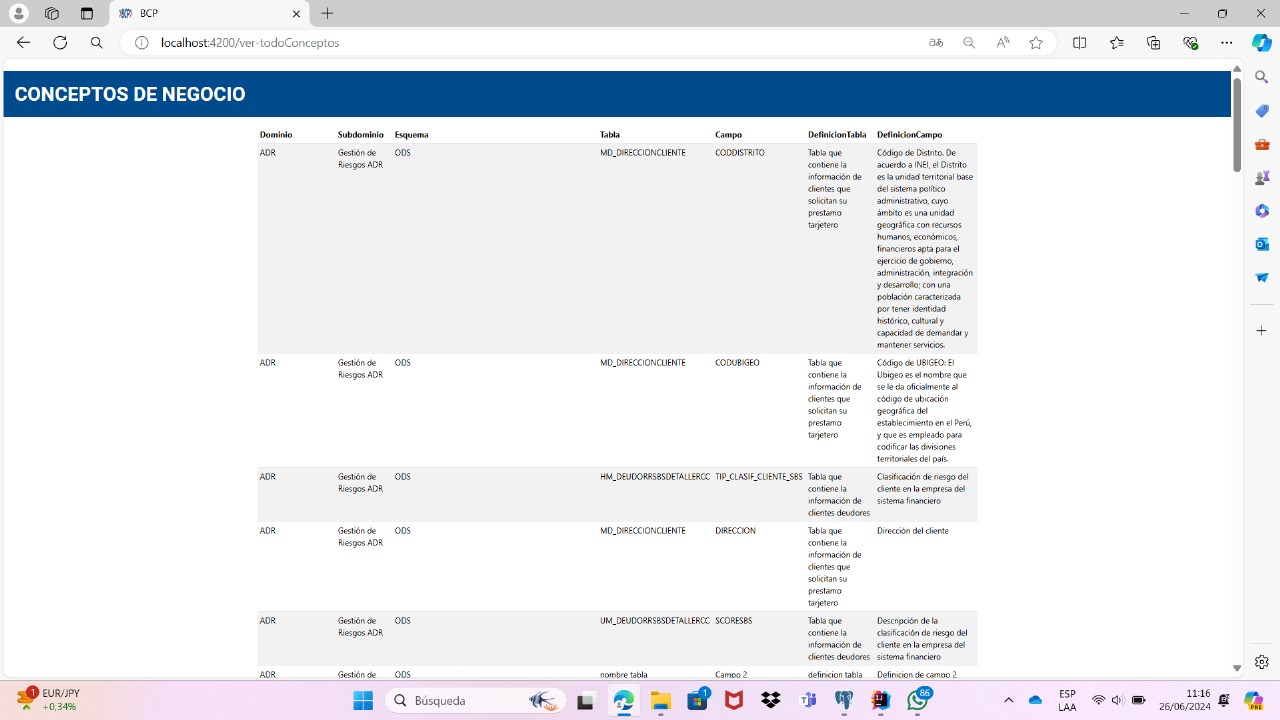 BCP
BCP
localhost:4200/ver-todoConceptos
CONCEPTOS DE NEGOCIO
Dominio Subdominio Esquema Tabla Campo DefinicionTabla DefinicionCampo
ADR Gestión de Riesgos ADR ODS MD_DIRECCIONCLIENTE CODDISTRITO
Tabla que
contiene la
información de
clientes que
solicitan su
prestamo
tarjetero
Código de Distrito. De
acuerdo a INEI, el Distrito
es la unidad territorial base
del sistema político
administrativo, cuyo
ámbito es una unidad
geográfica con recursos
humanos, económicos,
financieros apta para el
ejercicio de gobierno,
administración, integración
y desarrollo; con una
población caracterizada
por tener identidad
histórico, cultural y
capacidad de demandar y
mantener servicios.
ADR Gestión de Riesgos ADR ODS MD_DIRECCIONCLIENTE CODUBIGEO
Tabla que
contiene la
información de
clientes que
solicitan su
prestamo
tarjetero
Código de UBIGEO: El
Ubigeo es el nombre que
se le da oficialmente al
código de ubicación
geográfica del
establecimiento en el Perú,
y que es empleado para
codificar las divisiones
territoriales del país.
ADR Gestión de Riesgos ADR ODS HM_DEUDORRSBSDETALLERCC TIP_CLASIF_CLIENTE_SBS
Tabla que
contiene la
información de
clientes deudores
Clasificación de riesgo del
cliente en la empresa del
sistema financiero
ADR Gestión de Riesgos ADR ODS MD_DIRECCIONCLIENTE DIRECCION
Tabla que
contiene la
información de
clientes que
solicitan su
prestamo
tarjetero
Dirección del cliente
ADR Gestión de Riesgos ADR ODS UM_DEUDORRSBSDETALLERCC SCORESBS
Tabla que
contiene la
información de
clientes deudores
Descripción de la
clasificación de riesgo del
cliente en la empresa del
sistema financiero
ADR Gestión de ODS nombre tabla Campo 2 definicion tabla Definicion de campo 2
1
EUR/JPY
+0,34%
Búsqueda
1
86
ESP
LAA
11:16
26/06/2024
PRE